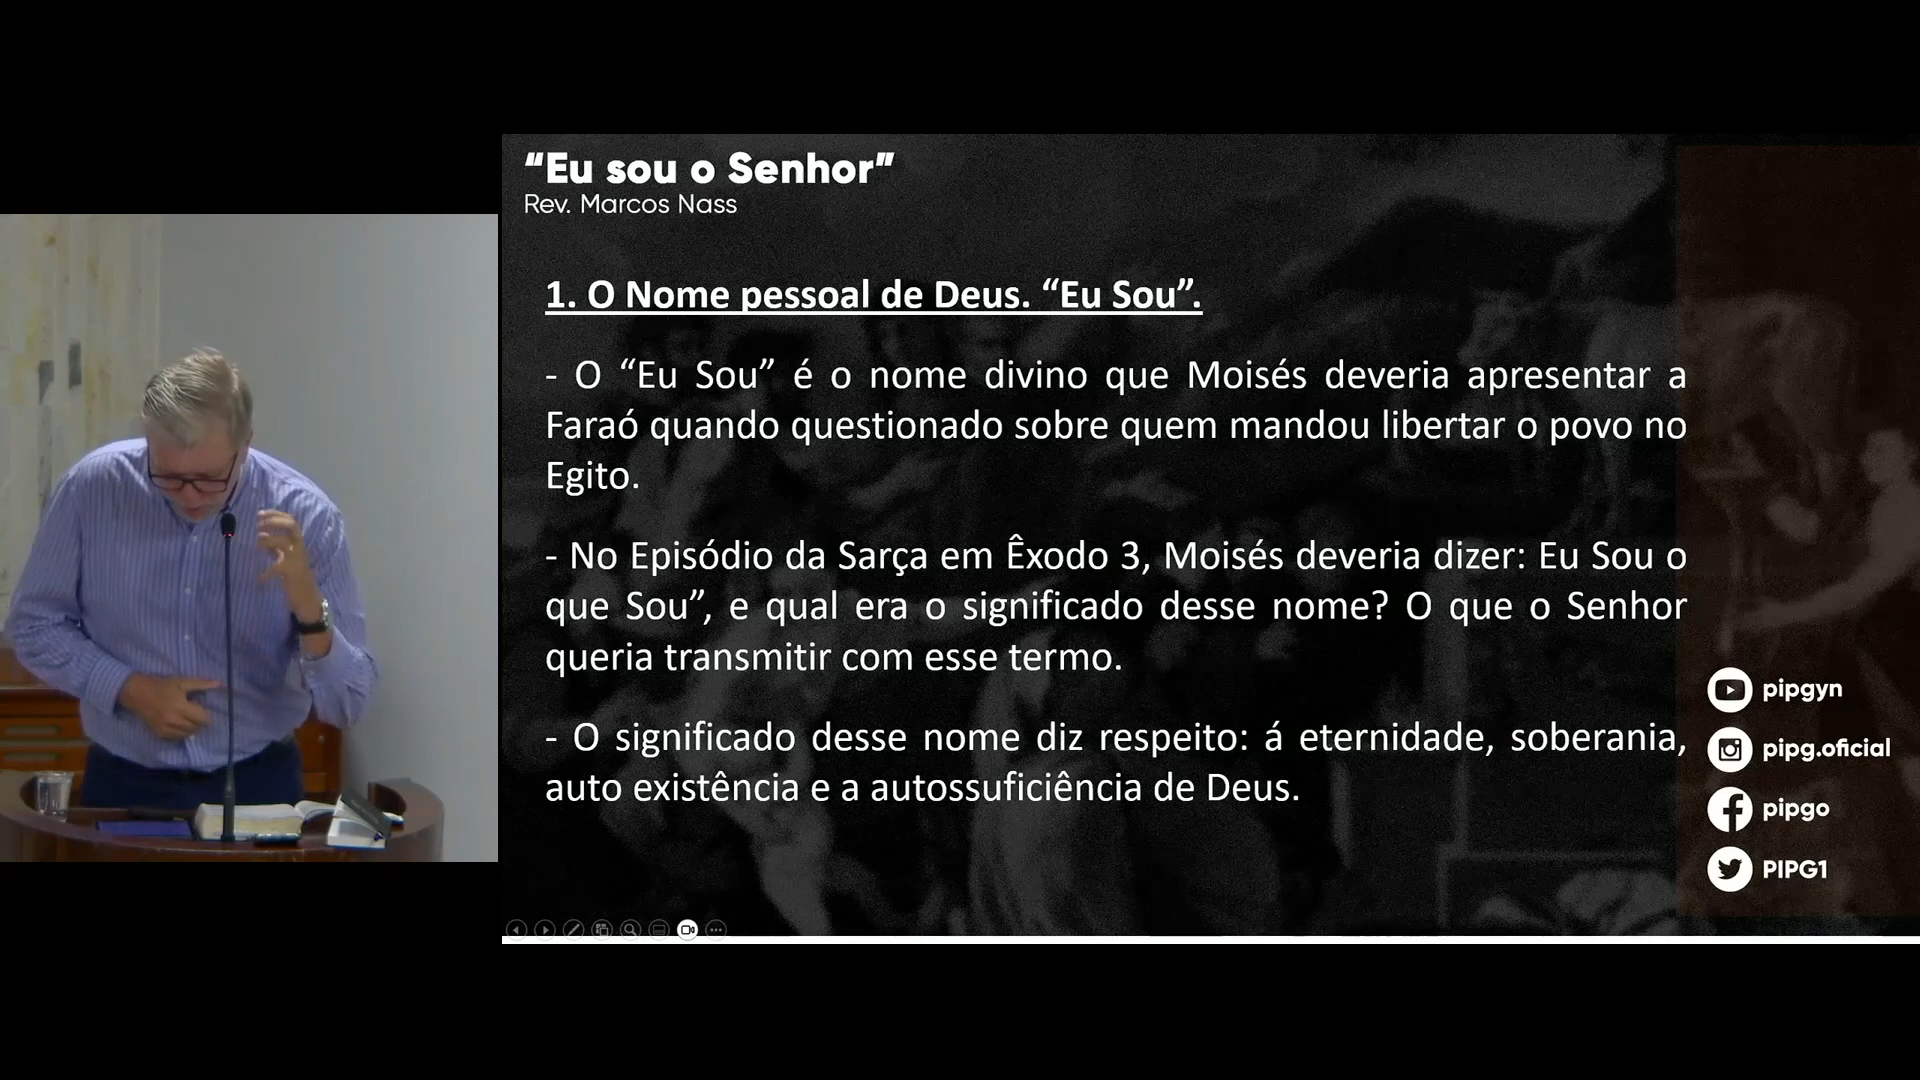 “Eu sou o Senhor”
Rev. Marcos Nass
1. O Nome pessoal de Deus. “Eu Sou”.
- O “Eu Sou” é o nome divino que Moisés deveria apresentar a
Faraó quando questionado sobre quem mandou libertar o povo no
Egito.
- No Episódio da Sarça em Êxodo 3, Moisés deveria dizer: Eu Sou o
que Sou”, e qual era o significado desse nome? O que o Senhor
queria transmitir com esse termo.
- O significado desse nome diz respeito: á eternidade, soberania,
auto existência e a autossuficiência de Deus.
pipgyn
pipg.oficial
pipgo
PIPG1